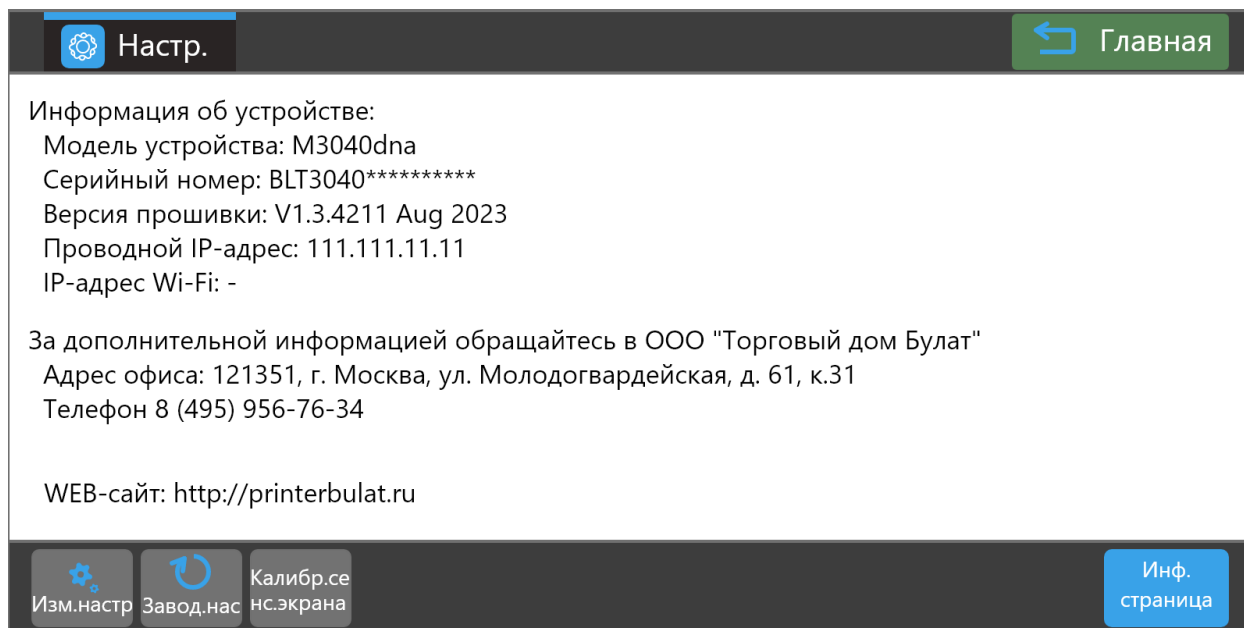 Настр.
Главная
Информация об устройстве:
Модель устройства: M3040dna
Серийный номер: BLT3040**********
Версия прошивки: V1.3.4211 Aug 2023
Проводной IP-адрес: 111.111.11.11
IP-адрес Wi-Fi: -
За дополнительной информацией обращайтесь в ООО "Торговый дом Булат"
Адрес офиса: 121351, г. Москва, ул. Молодогвардейская, д. 61, к.31
Телефон 8 (495) 956-76-34
WEB-сайт: http://printerbulat.ru
Изм.настр
Завод.нас
Калибр.се
нс.экрана
Инф.
страница